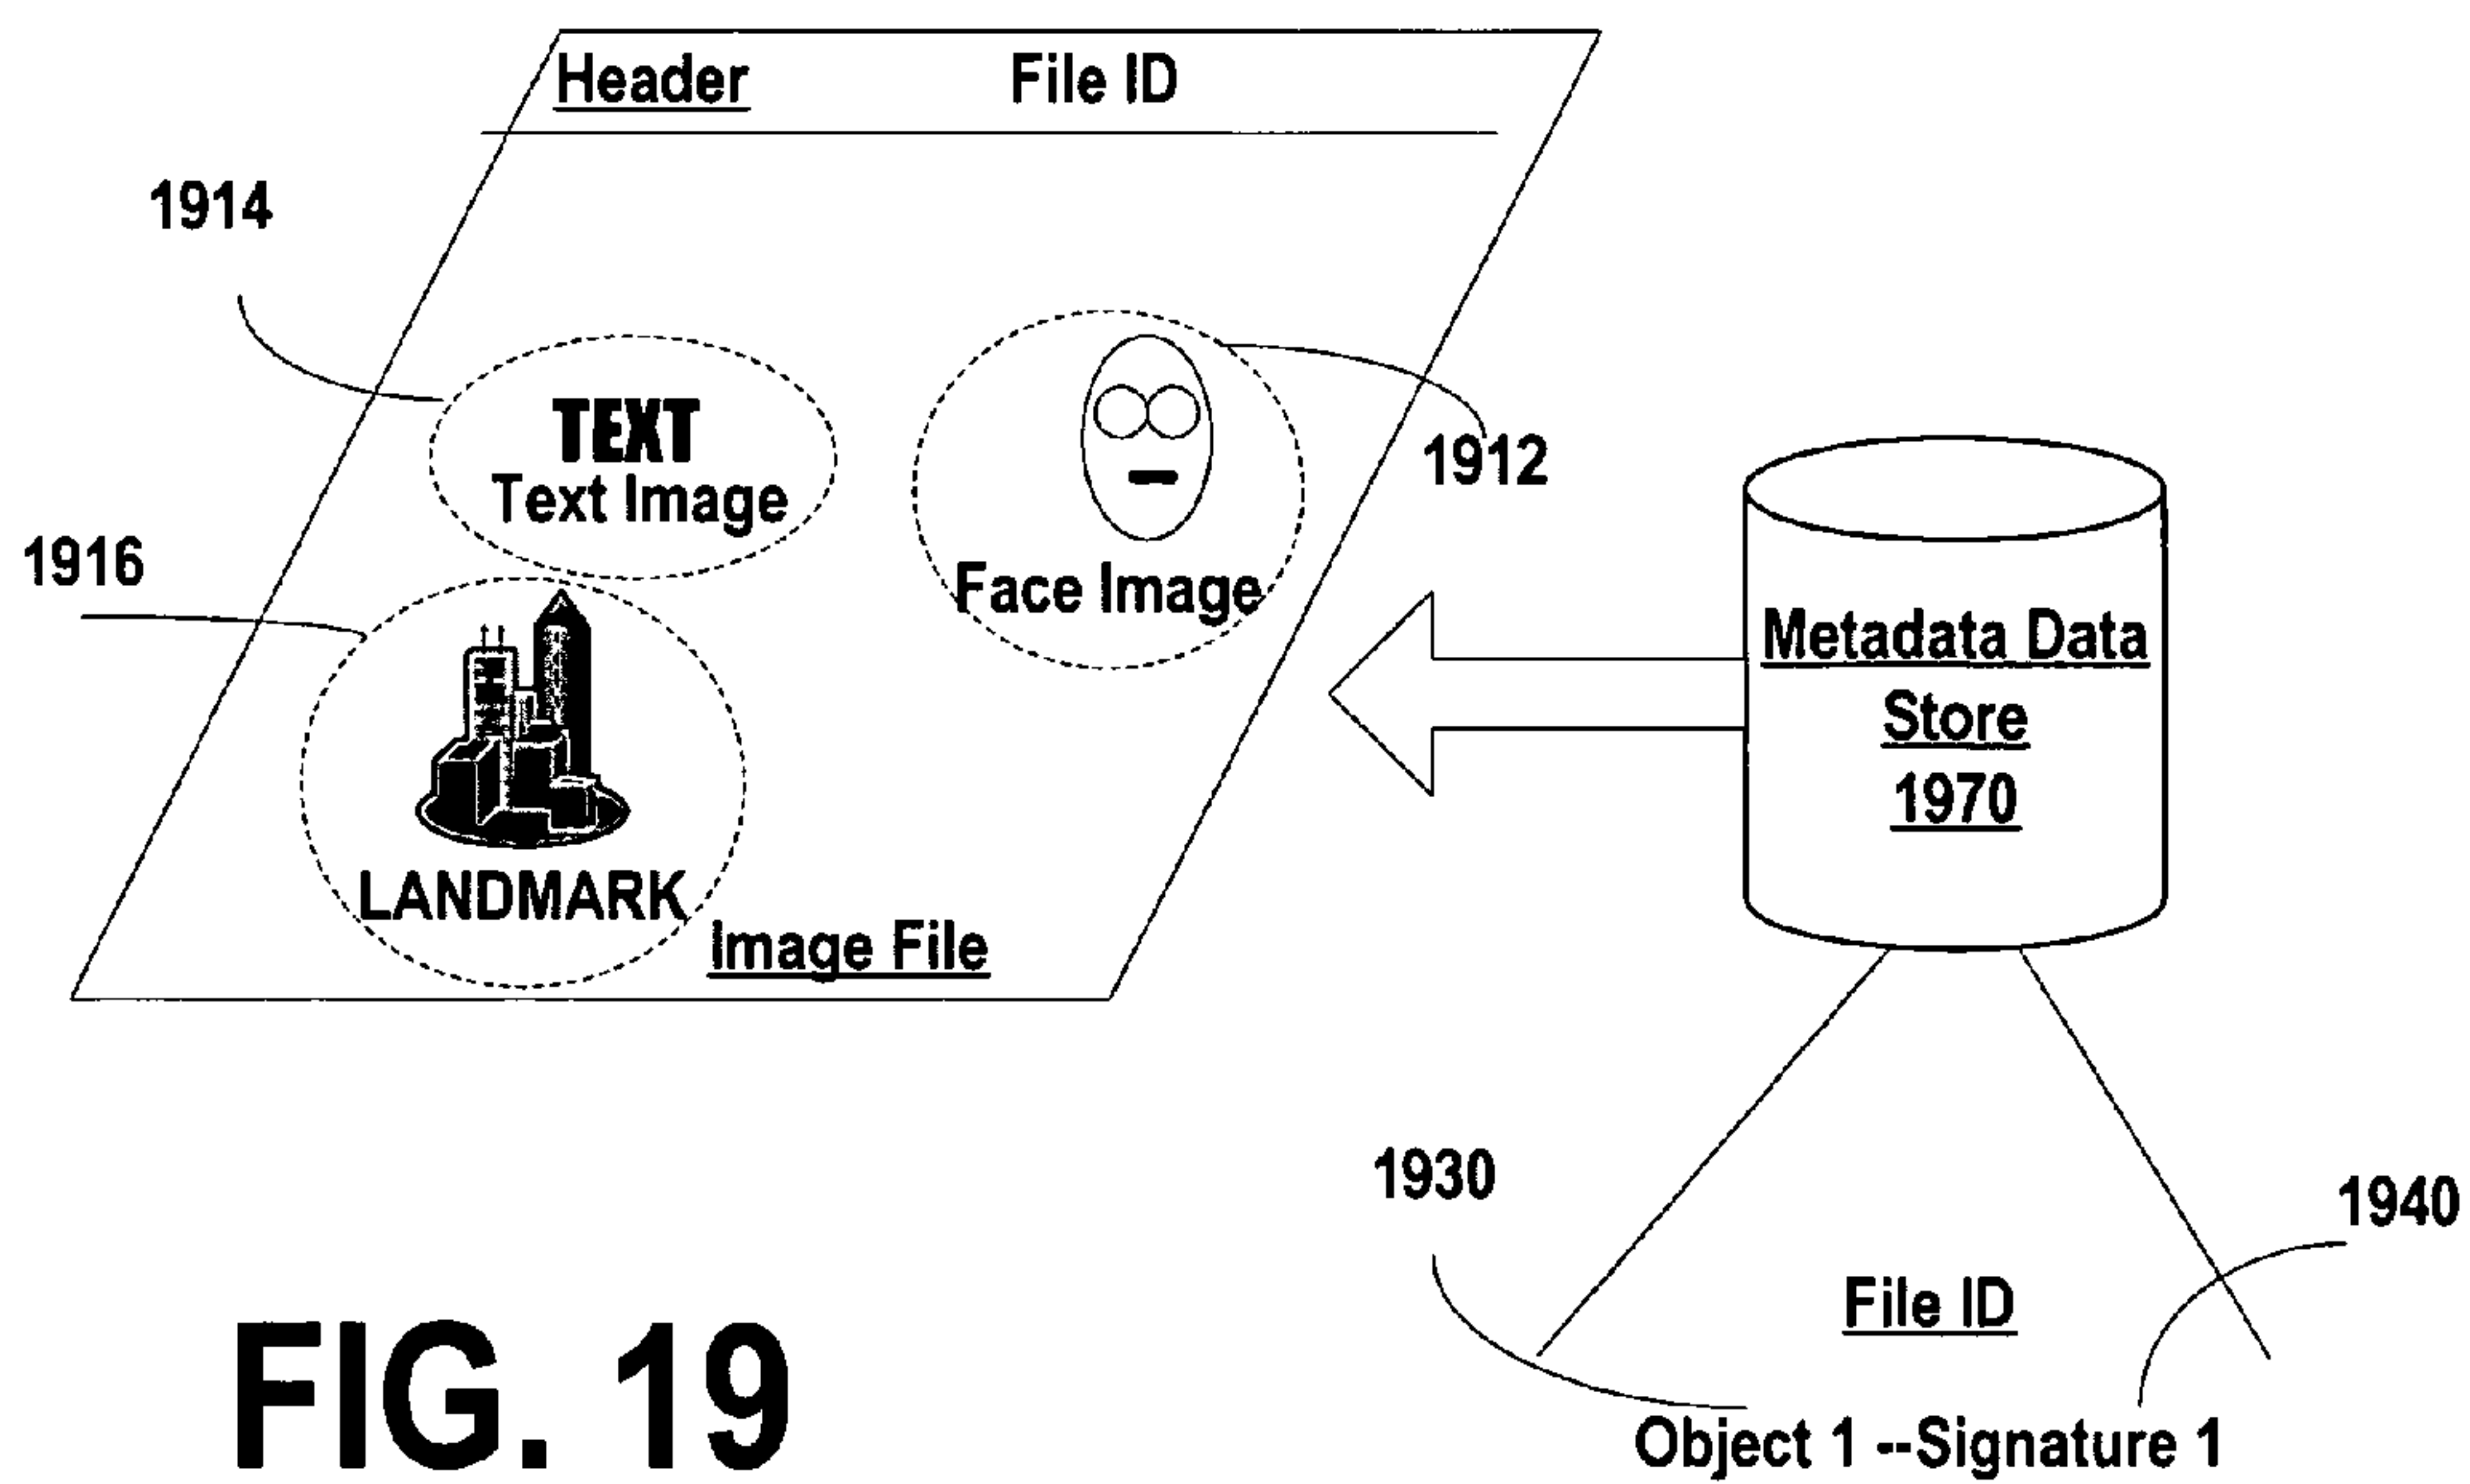 Header File ID
1914
TEXT
Text Image
1912
1916
Face Image
Metadata Data
Store
1970
LANDMARK
Image File
1930
1940
File ID
Object 1 --Signature 1
FIG. 19